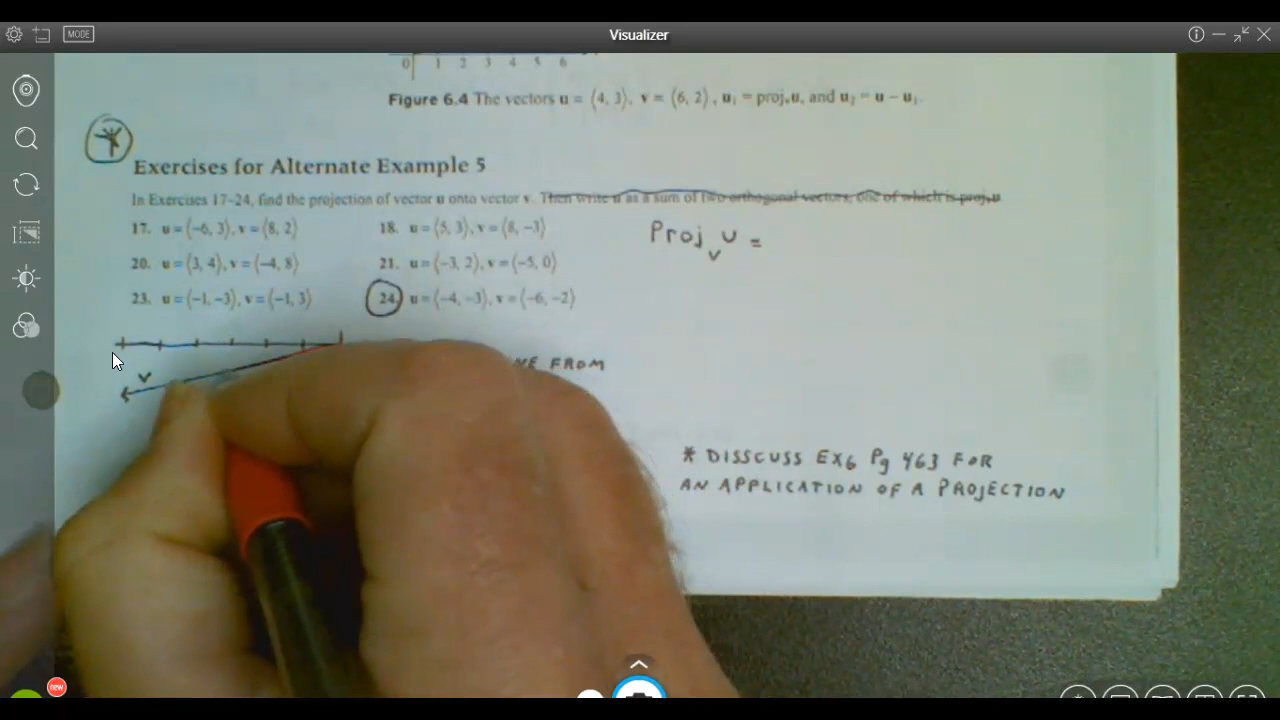 MODE
Visualizer
0 1 2 3 4 5 6
Figure 6.4 The vectors u = ⟨4, 3⟩, v = ⟨6, 2⟩, u₁ = projᵥu, and u₂ = u − u₁.
Exercises for Alternate Example 5
In Exercises 17–24, find the projection of vector u onto vector v. Then write u as a sum of two orthogonal vectors, one of which is projᵥu
17. u = ⟨−6, 3⟩, v = ⟨8, 2⟩ 18. u = ⟨5, 3⟩, v = ⟨8, −3⟩
Proj ᵥ u =
20. u = ⟨3, 4⟩, v = ⟨−4, 8⟩ 21. u = ⟨−3, 2⟩, v = ⟨−5, 0⟩
23. u = ⟨−1, −3⟩, v = ⟨−1, 3⟩ 24. u = ⟨−4, −3⟩, v = ⟨−6, −2⟩
FROM
v
* DISSCUSS EX6 Pg 463 FOR
AN APPLICATION OF A PROJECTION
new